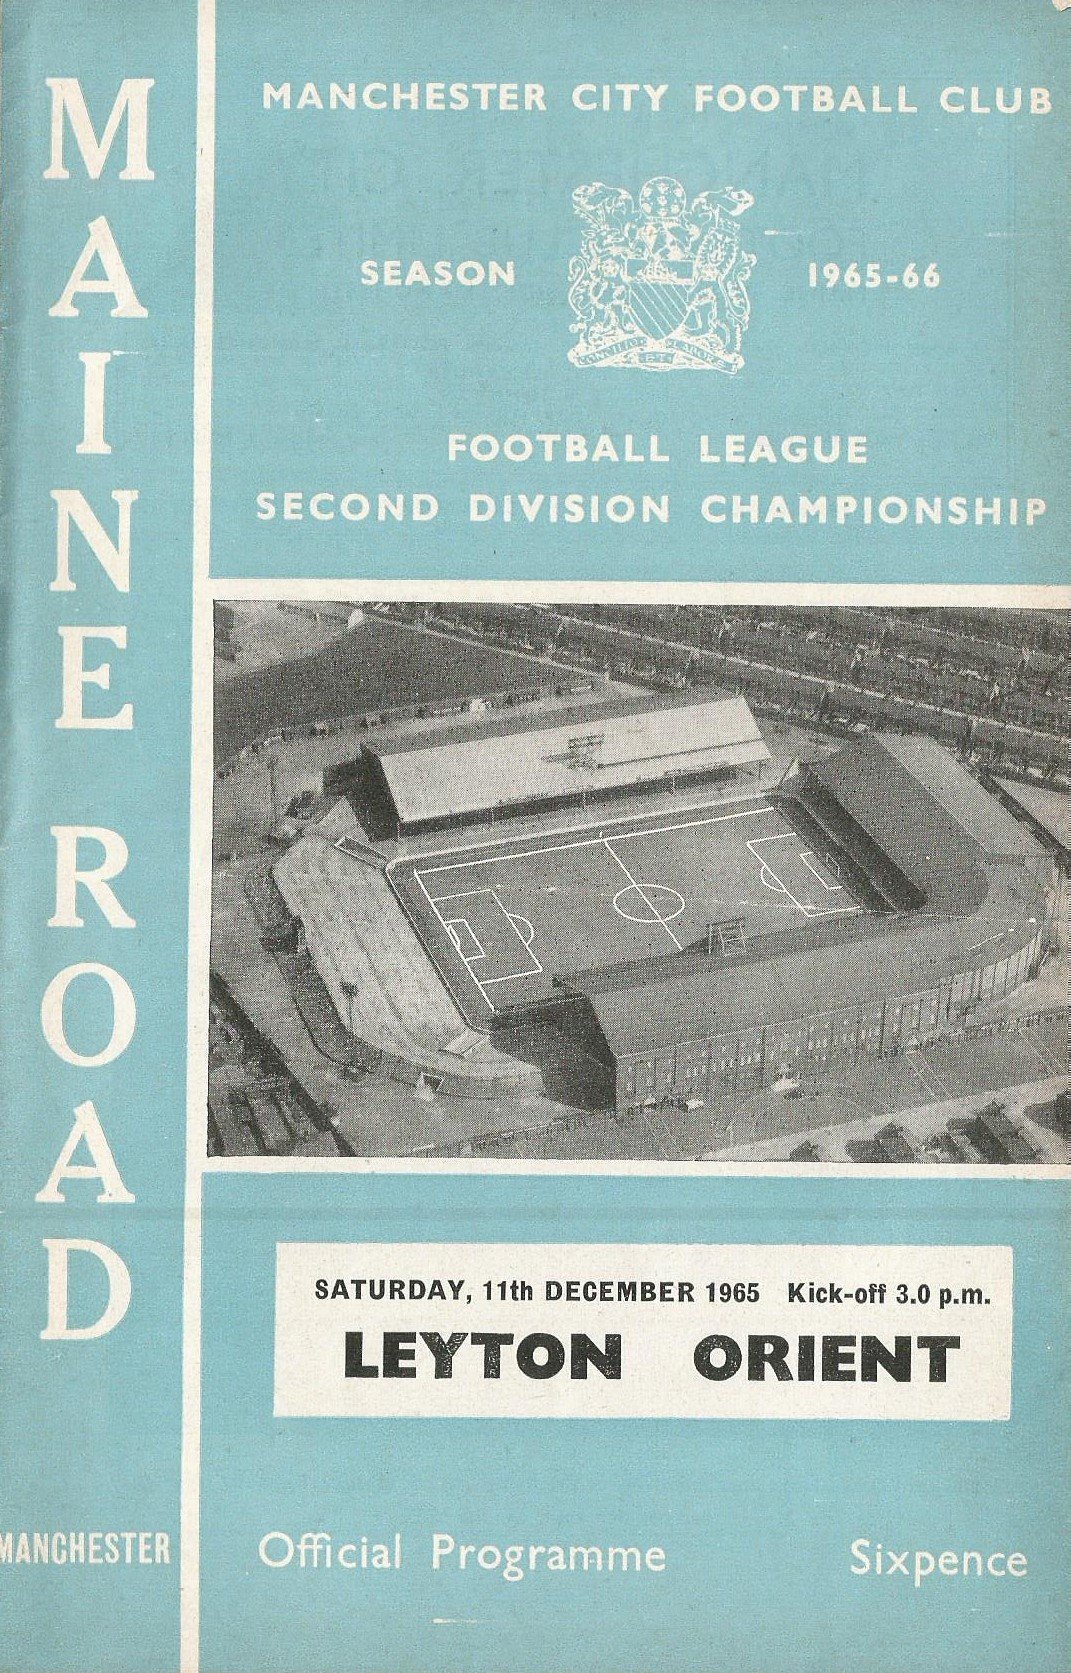 MAINE ROAD
MANCHESTER
MANCHESTER CITY FOOTBALL CLUB
SEASON 1965-66
FOOTBALL LEAGUE
SECOND DIVISION CHAMPIONSHIP
SATURDAY, 11th DECEMBER 1965 Kick-off 3.0 p.m.
LEYTON ORIENT
Official Programme Sixpence